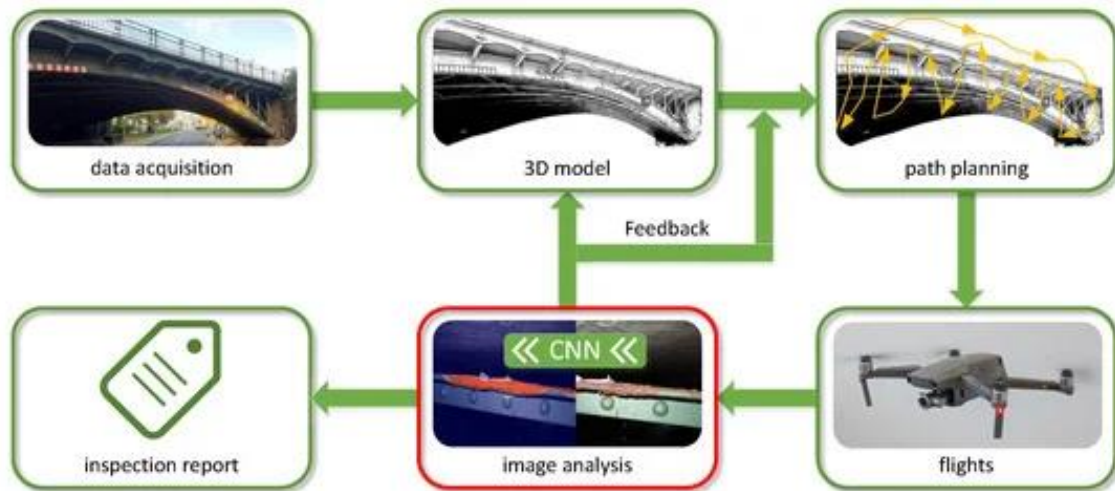 data acquisition
3D model
path planning
Feedback
CNN
inspection report
image analysis
flights